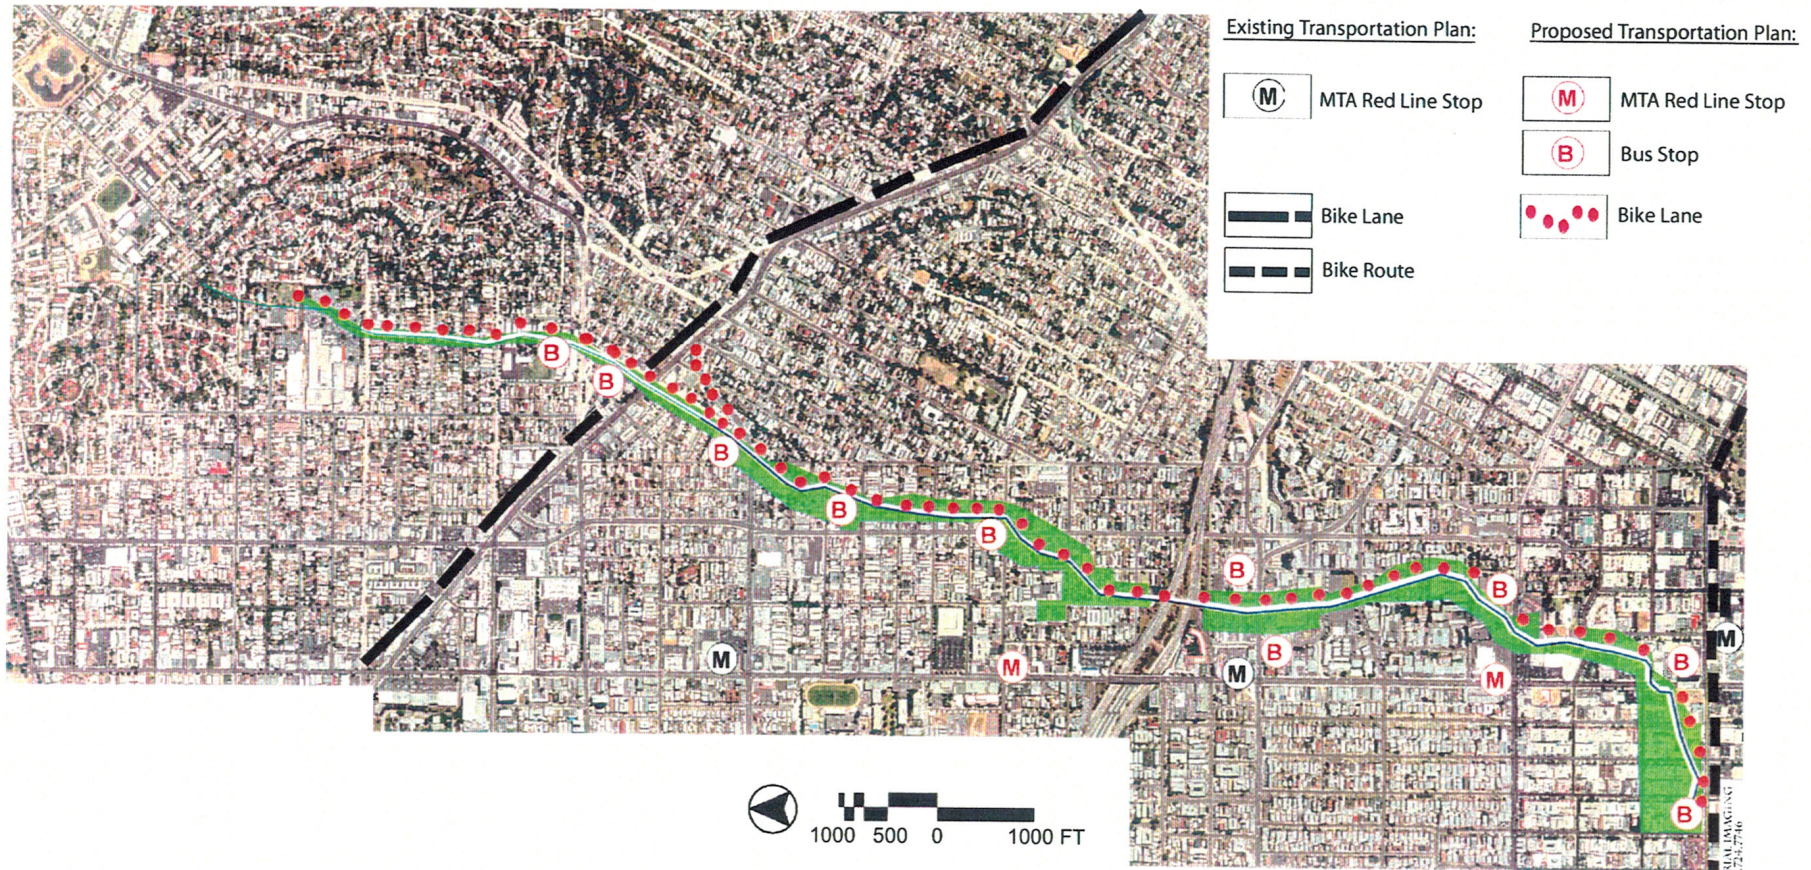 Existing Transportation Plan:
M MTA Red Line Stop
Bike Lane
Bike Route
Proposed Transportation Plan:
M MTA Red Line Stop
B Bus Stop
Bike Lane
B
B
B
B
B
B
B
B
B
B
M
M
M
M
M
1000 500 0 1000 FT